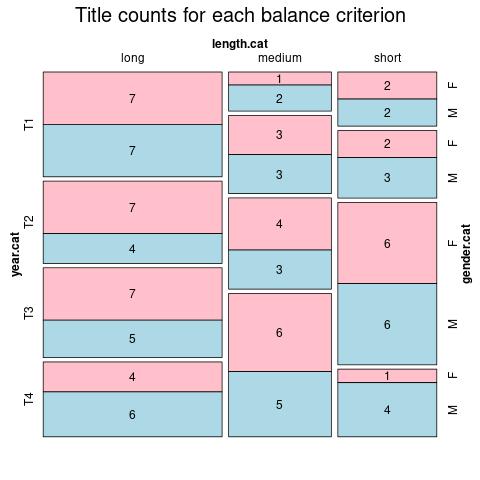 Title counts for each balance criterion
length.cat
long medium short
year.cat
gender.cat
T1
T2
T3
T4
7 1 2 F
7 2 2 M
3 2 F
3 3 M
7 4 6 F
4 3 6 M
7 6 1 F
5 5 4 M
4
6